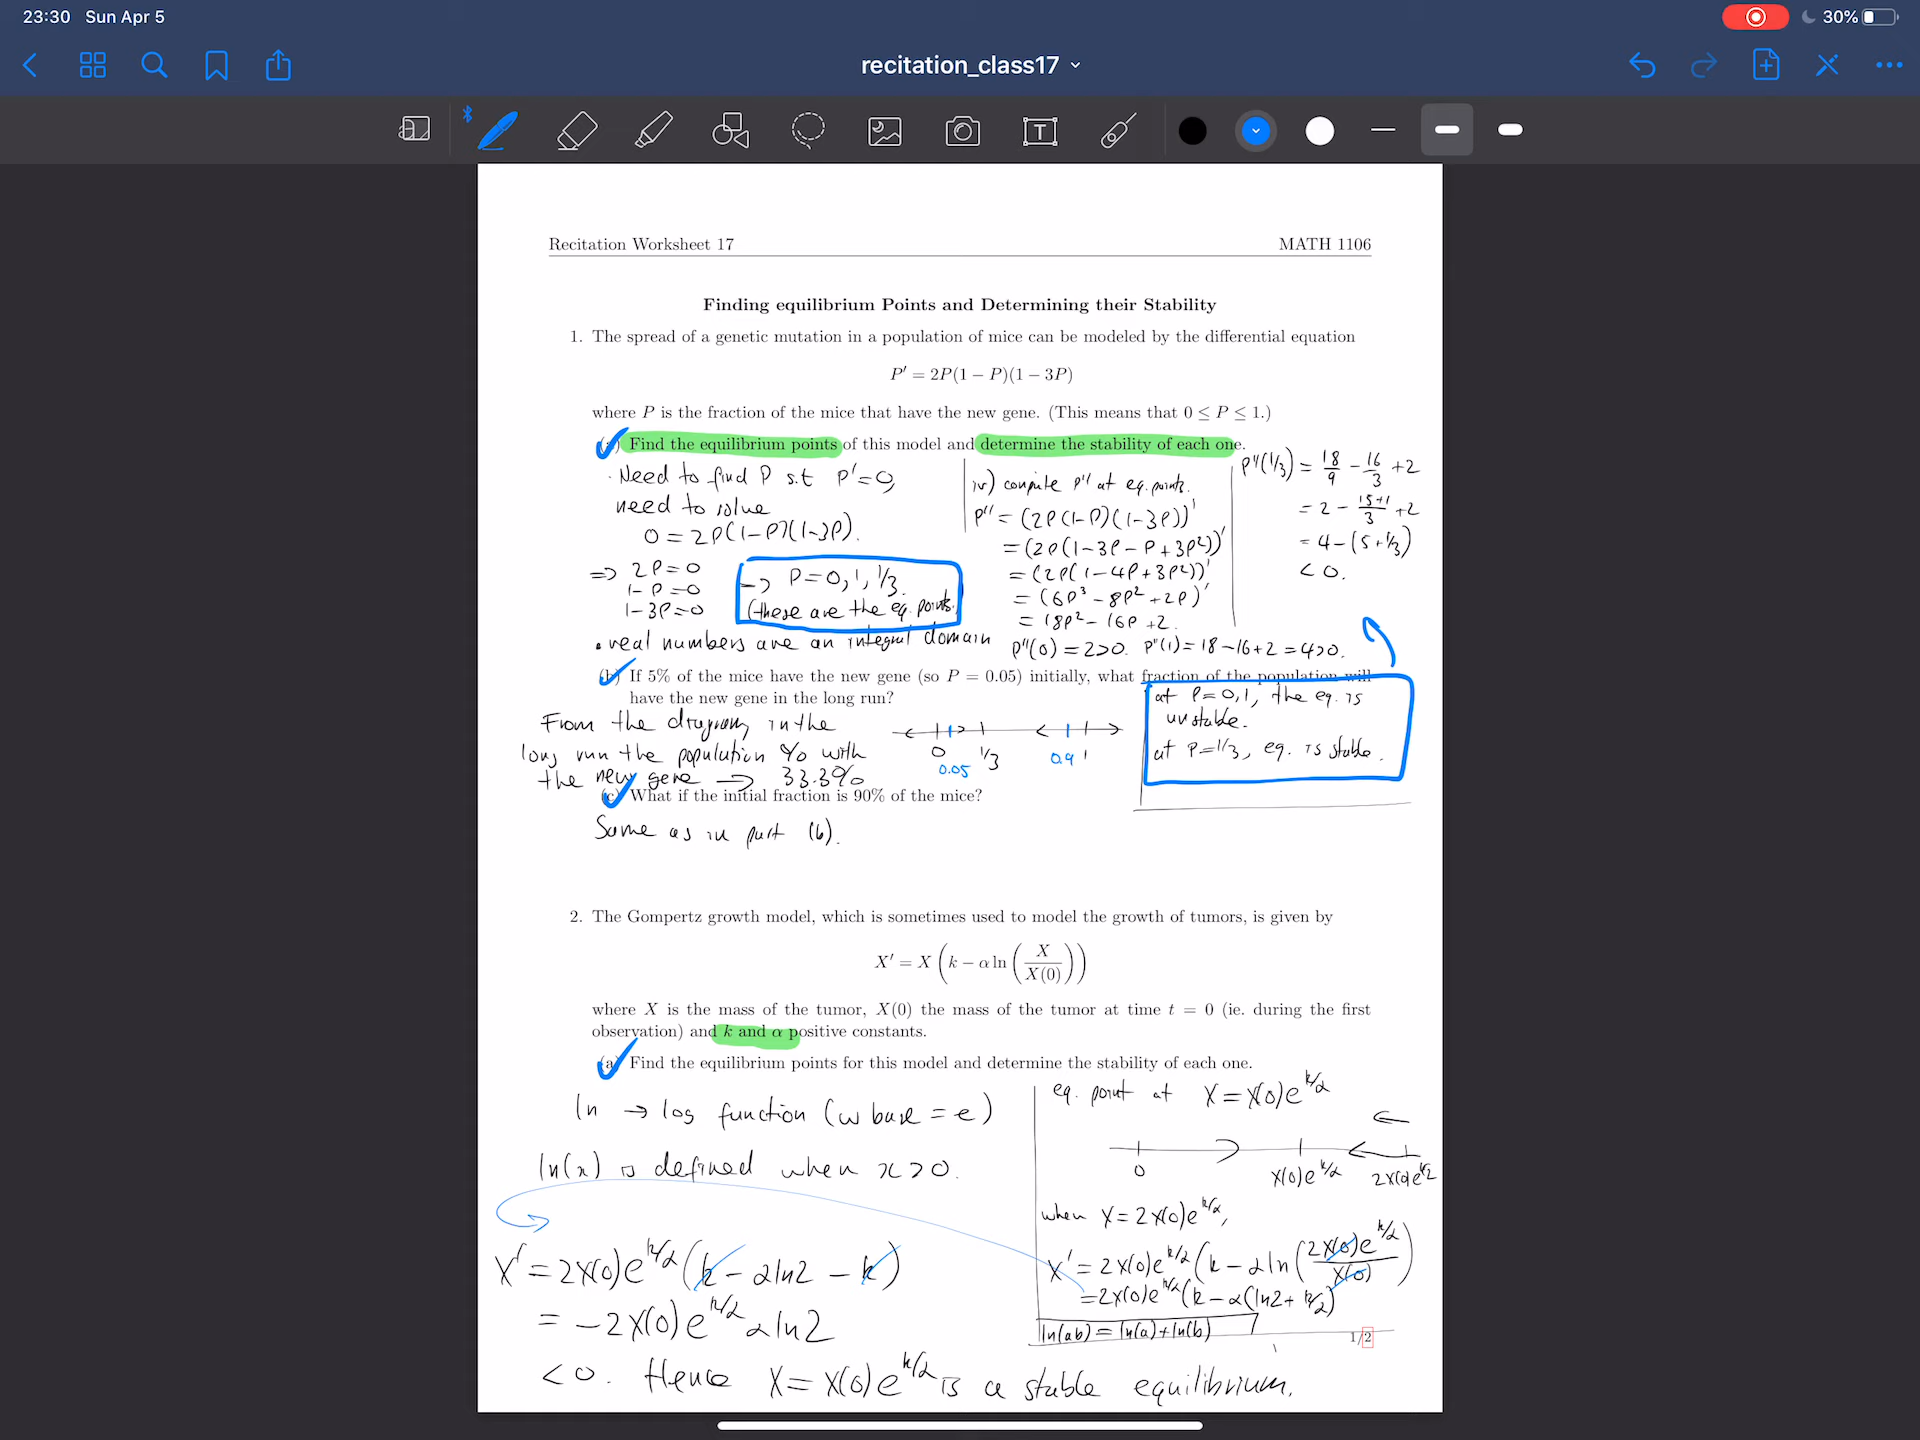 23:30 Sun Apr 5
30%
recitation_class17
Recitation Worksheet 17 MATH 1106
Finding equilibrium Points and Determining their Stability
1. The spread of a genetic mutation in a population of mice can be modeled by the differential equation
P′ = 2P(1 − P)(1 − 3P)
where P is the fraction of the mice that have the new gene. (This means that 0 ≤ P ≤ 1.)
(a) Find the equilibrium points of this model and determine the stability of each one.
· Need to find P s.t P'=0,
need to solve
0 = 2P(1-P)(1-3P).
=> 2P=0
1-P=0
1-3P=0
→ P=0, 1, 1/3.
(these are the eq. points.
• real numbers are an integral domain
iv) compute P'' at eq. points.
P'' = (2P(1-P)(1-3P))'
= (2P(1-3P-P+3P²))'
= (2P(1-4P+3P²))'
= (6P³-8P²+2P)'
= 18P²-16P+2.
P''(0) = 2>0. P''(1) = 18-16+2 = 4>0.
P''(1/3) = 18/9 - 16/3 +2
= 2 - 15+1/3 +2
= 4-(5+1/3)
< 0.
(b) If 5% of the mice have the new gene (so P = 0.05) initially, what fraction of the population will
have the new gene in the long run?
at P=0,1, the eq. is
unstable.
at P=1/3, eq. is stable.
From the diagram, in the
long run the population % with
the new gene → 33.3%
0 1/3 1
0.05 0.9
(c) What if the initial fraction is 90% of the mice?
Same as in part (b).
2. The Gompertz growth model, which is sometimes used to model the growth of tumors, is given by
X′ = X (k − α ln (X/X(0)))
where X is the mass of the tumor, X(0) the mass of the tumor at time t = 0 (ie. during the first
observation) and k and α positive constants.
(a) Find the equilibrium points for this model and determine the stability of each one.
ln → log function (w base = e)
ln(x) is defined when x>0.
eq. point at X = X(0)e^{k/α}
0 X(0)e^{k/α} 2X(0)e^{k/α}
when X = 2X(0)e^{k/α},
X' = 2X(0)e^{k/α}(k-αln(2X(0)e^{k/α}/X(0)))
= 2X(0)e^{k/α}(k-α(ln2+k/α))
ln(ab) = ln(a)+ln(b)
X' = 2X(0)e^{k/α}(k-αln2-k)
= -2X(0)e^{k/α}αln2
<0. Hence X = X(0)e^{k/α} is a stable equilibrium.
1/2